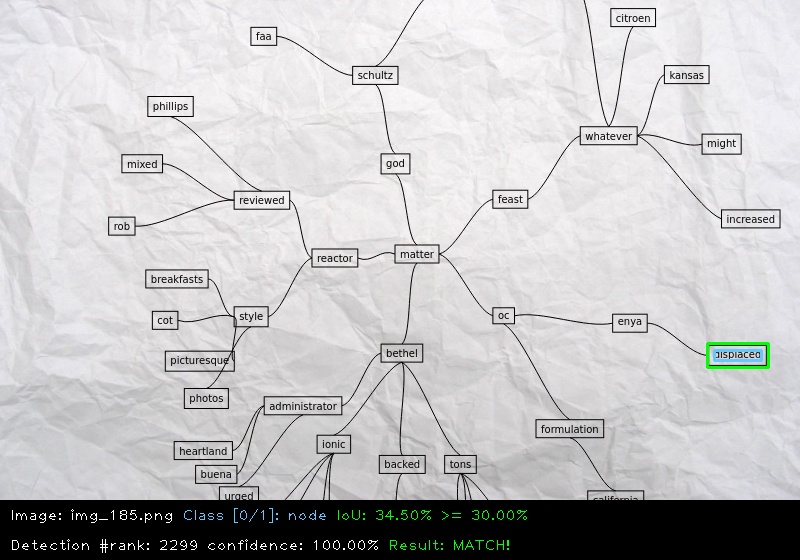 citroen
faa
schultz
kansas
phillips
whatever
might
mixed
god
reviewed
feast
increased
rob
matter
reactor
breakfasts
style
oc
cot
enya
bethel
displaced
picturesque
photos
administrator
formulation
ionic
heartland
backed
tons
buena
urged
california
Image: img_185.png Class [0/1]: node IoU: 34.50% >= 30.00%
Detection #rank: 2299 confidence: 100.00% Result: MATCH!